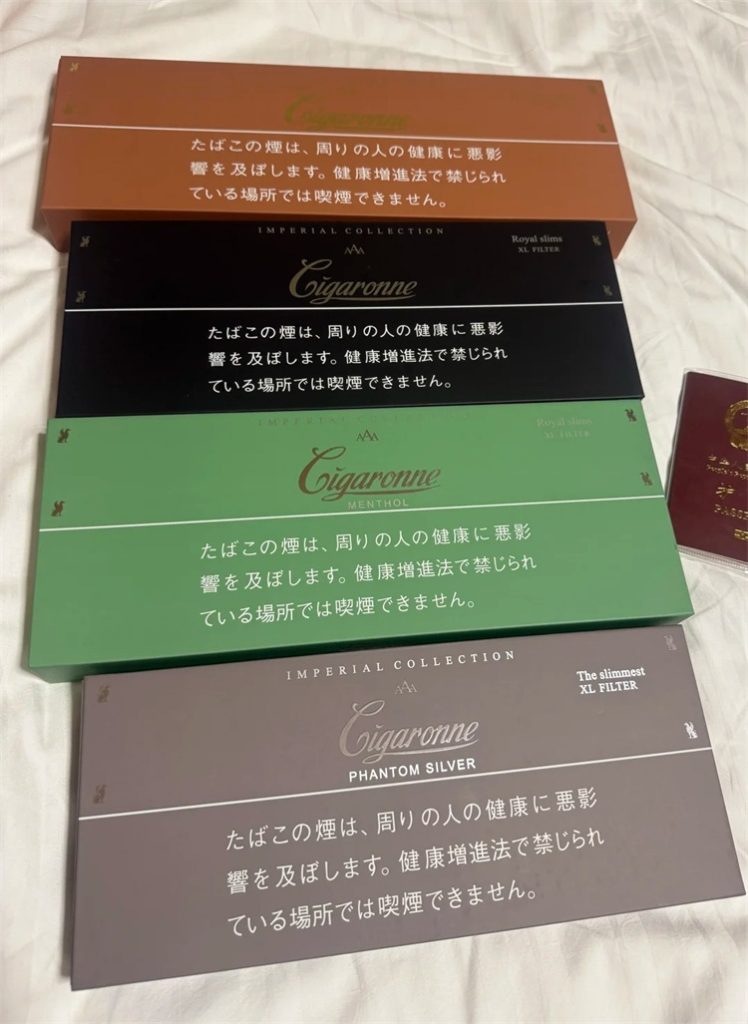 Cigaronne
たばこの煙は、周りの人の健康に悪影
響を及ぼします。健康増進法で禁じられ
ている場所では喫煙できません。
IMPERIAL COLLECTION
Royal slims
XL FILTER
AAA
Cigaronne
たばこの煙は、周りの人の健康に悪影
響を及ぼします。健康増進法で禁じられ
ている場所では喫煙できません。
IMPERIAL COLLECTION
Royal slims
XL FILTER
AAA
Cigaronne
MENTHOL
たばこの煙は、周りの人の健康に悪影
響を及ぼします。健康増進法で禁じられ
ている場所では喫煙できません。
IMPERIAL COLLECTION
The slimmest
XL FILTER
AAA
Cigaronne
PHANTOM SILVER
たばこの煙は、周りの人の健康に悪影
響を及ぼします。健康増進法で禁じられ
ている場所では喫煙できません。